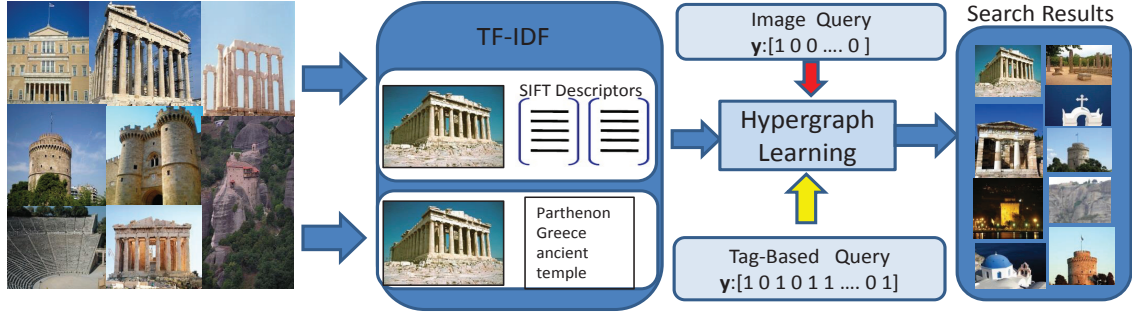 TF-IDF
SIFT Descriptors
Parthenon
Greece
ancient
temple
Image Query
y:[1 0 0 .... 0 ]
Hypergraph
Learning
Tag-Based Query
y:[1 0 1 0 1 1 .... 0 1]
Search Results